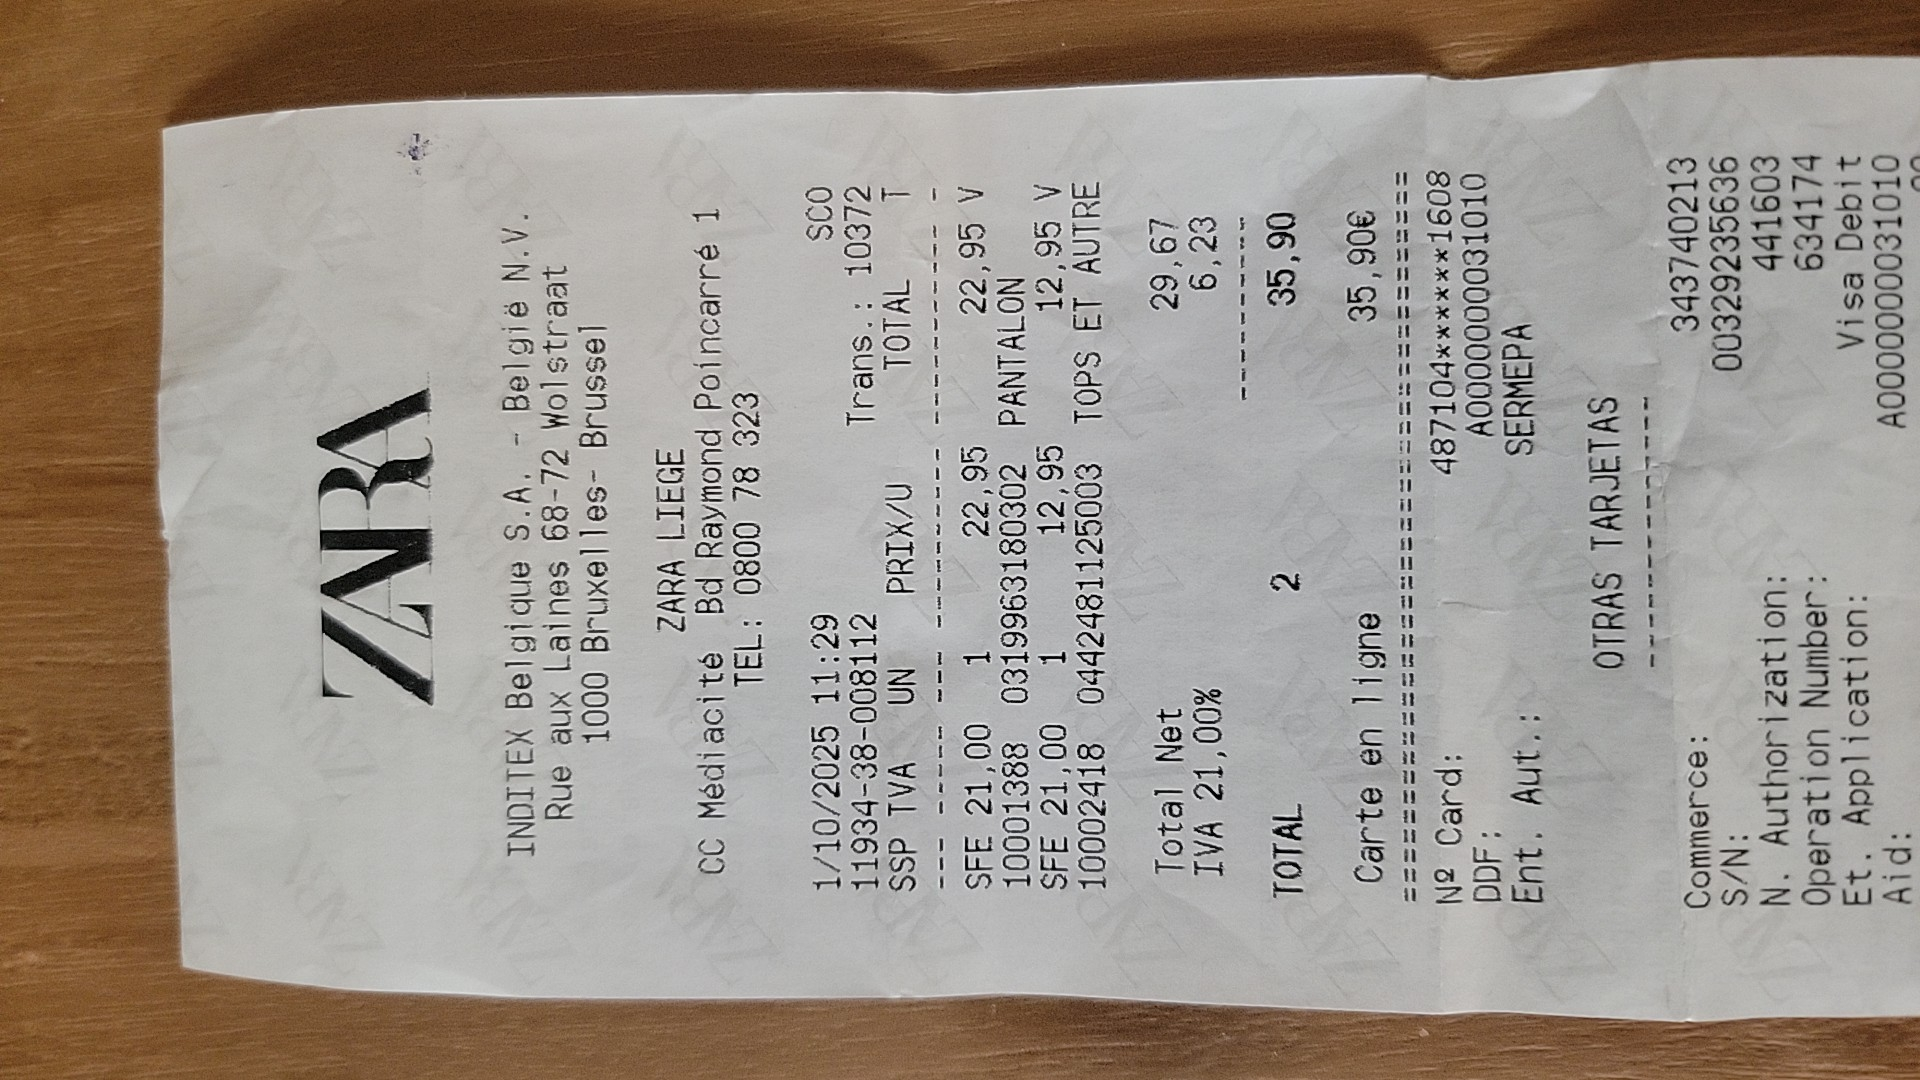 ZARA
INDITEX Belgique S.A. - België N.V.
Rue aux Laines 68-72 Wolstraat
1000 Bruxelles- Brussel
ZARA LIEGE
CC Médiacité Bd Raymond Poincarré 1
TEL: 0800 78 323
1/10/2025 11:29 SCO
11934-38-008112 Trans.: 10372
SSP TVA UN PRIX/U TOTAL T
--- ----- --- ---------- ---------- -
SFE 21,00 1 22,95 22,95 V
10001388 0319963180302 PANTALON
SFE 21,00 1 12,95 12,95 V
10002418 04424811125003 TOPS ET AUTRE
Total Net 29,67
IVA 21,00% 6,23
----------
TOTAL 2 35,90
Carte en ligne 35,90€
======================================
Nº Card: 487104********1608
DDF: A0000000031010
Ent. Aut.: SERMEPA
OTRAS TARJETAS
--------------
Commerce: 343740213
S/N: 0032923563​6
N. Authorization: 441603
Operation Number: 634174
Et. Application: Visa Debit
Aid: A0000000031010